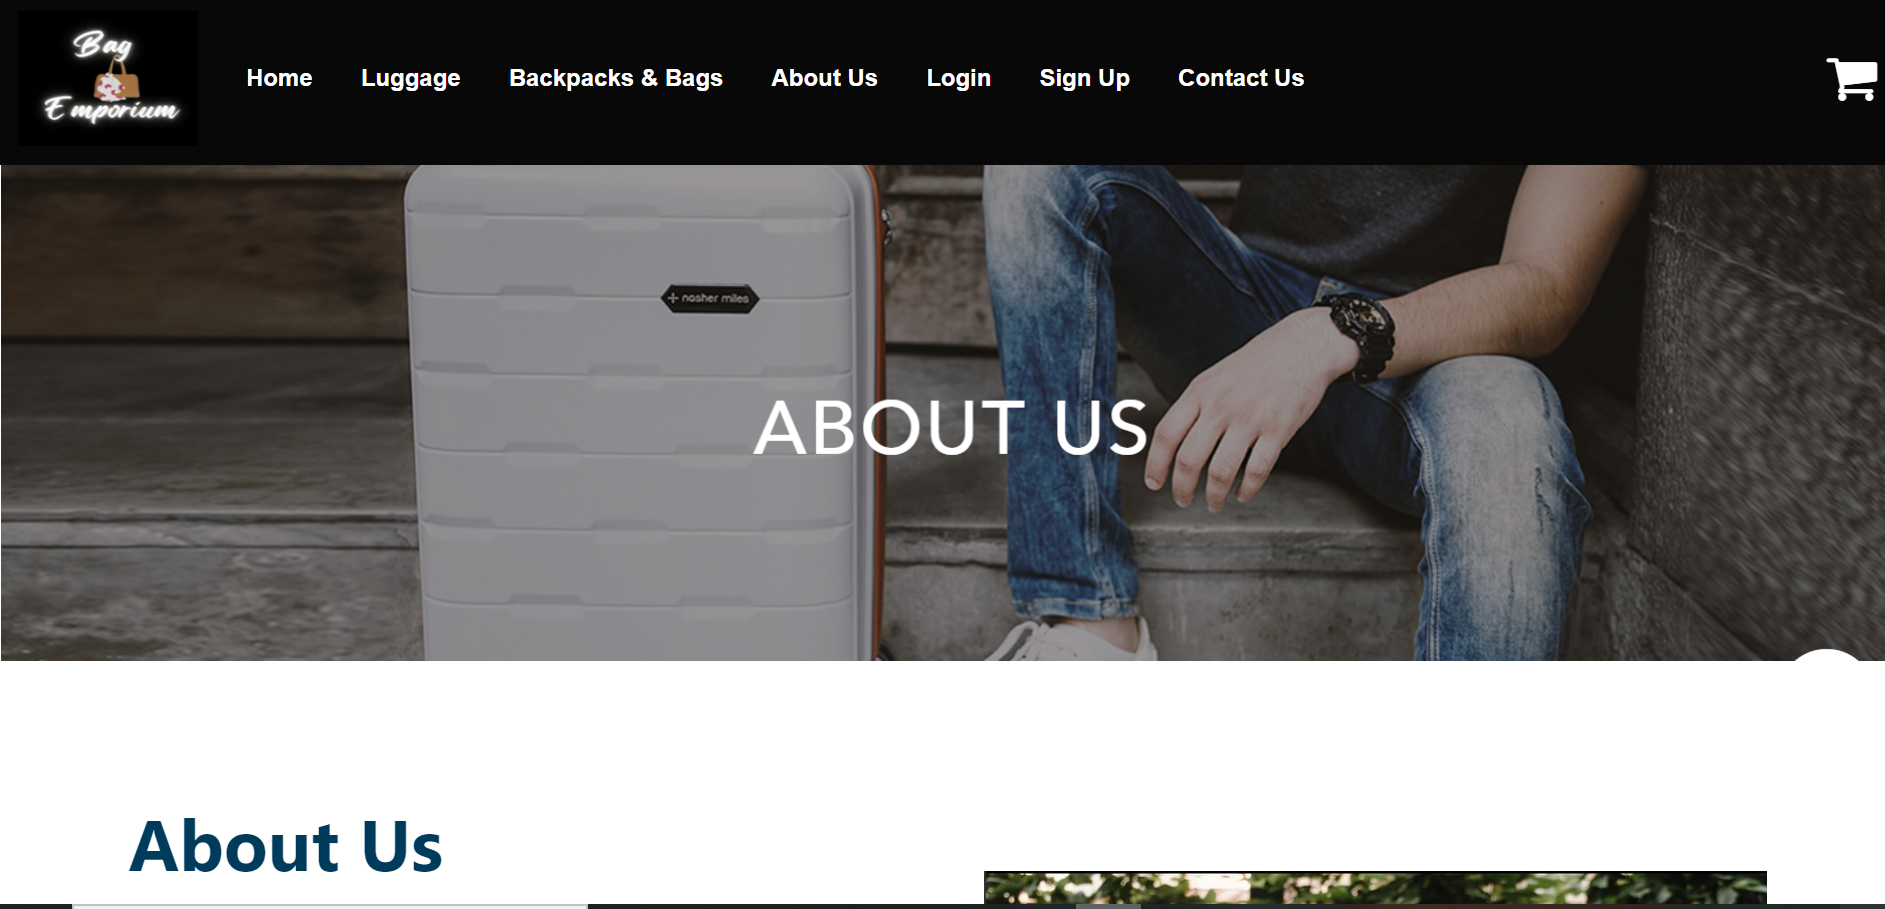 Bag
Emporium
Home
Luggage
Backpacks & Bags
About Us
Login
Sign Up
Contact Us
nasher miles
ABOUT US
About Us